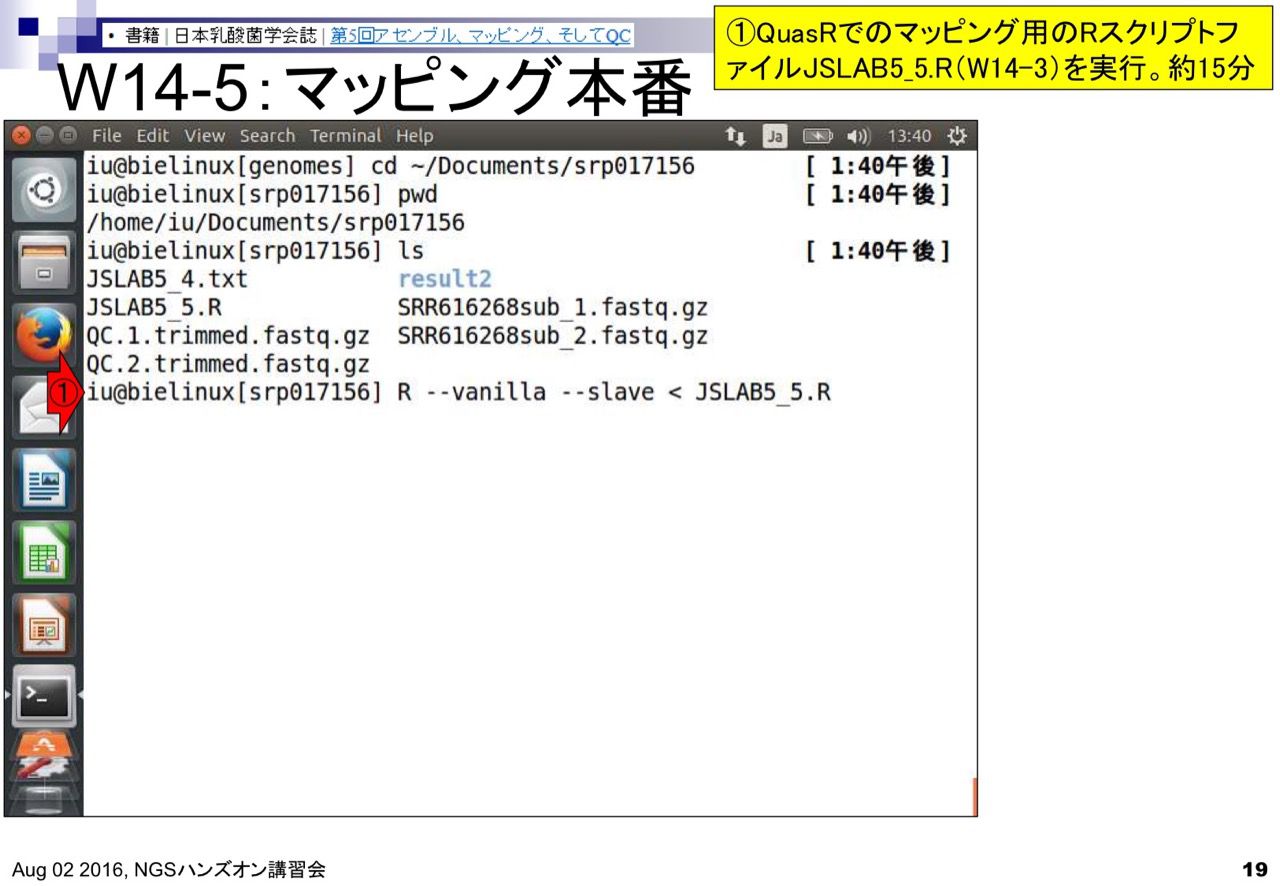 ・ 書籍 | 日本乳酸菌学会誌 | 第5回アセンブル、マッピング、そしてQC
①QuasRでのマッピング用のRスクリプトフ
ァイルJSLAB5_5.R(W14-3)を実行。約15分
W14-5:マッピング本番
File Edit View Search Terminal Help Ja 13:40
iu@bielinux[genomes] cd ~/Documents/srp017156 [ 1:40午後]
iu@bielinux[srp017156] pwd [ 1:40午後]
/home/iu/Documents/srp017156
iu@bielinux[srp017156] ls [ 1:40午後]
JSLAB5_4.txt result2
JSLAB5_5.R SRR616268sub_1.fastq.gz
QC.1.trimmed.fastq.gz SRR616268sub_2.fastq.gz
QC.2.trimmed.fastq.gz
① iu@bielinux[srp017156] R --vanilla --slave < JSLAB5_5.R
Aug 02 2016, NGSハンズオン講習会
19